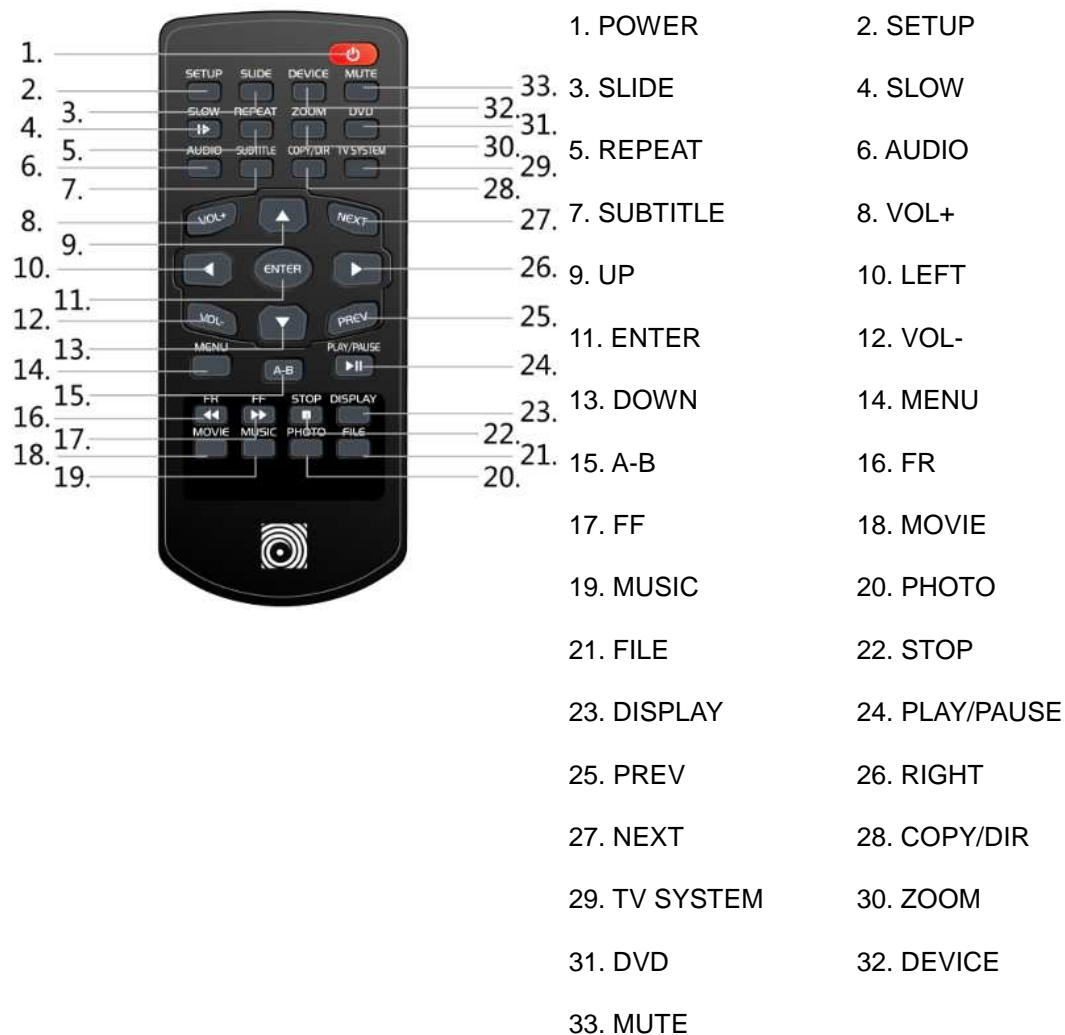 1.
2.
3.
4.
5.
6.
7.
8.
9.
10.
11.
12.
13.
14.
15.
16.
17.
18.
19.
SETUP SLIDE DEVICE MUTE
SLOW REPEAT ZOOM DVD
AUDIO SUBTITLE COPY/DIR TV SYSTEM
VOL+ NEXT
ENTER
VOL- PREV
MENU PLAY/PAUSE
A-B
FR FF STOP DISPLAY
MOVIE MUSIC PHOTO FILE
33.
32.
31.
30.
29.
28.
27.
26.
25.
24.
23.
22.
21.
20.
1. POWER 2. SETUP
3. SLIDE 4. SLOW
5. REPEAT 6. AUDIO
7. SUBTITLE 8. VOL+
9. UP 10. LEFT
11. ENTER 12. VOL-
13. DOWN 14. MENU
15. A-B 16. FR
17. FF 18. MOVIE
19. MUSIC 20. PHOTO
21. FILE 22. STOP
23. DISPLAY 24. PLAY/PAUSE
25. PREV 26. RIGHT
27. NEXT 28. COPY/DIR
29. TV SYSTEM 30. ZOOM
31. DVD 32. DEVICE
33. MUTE